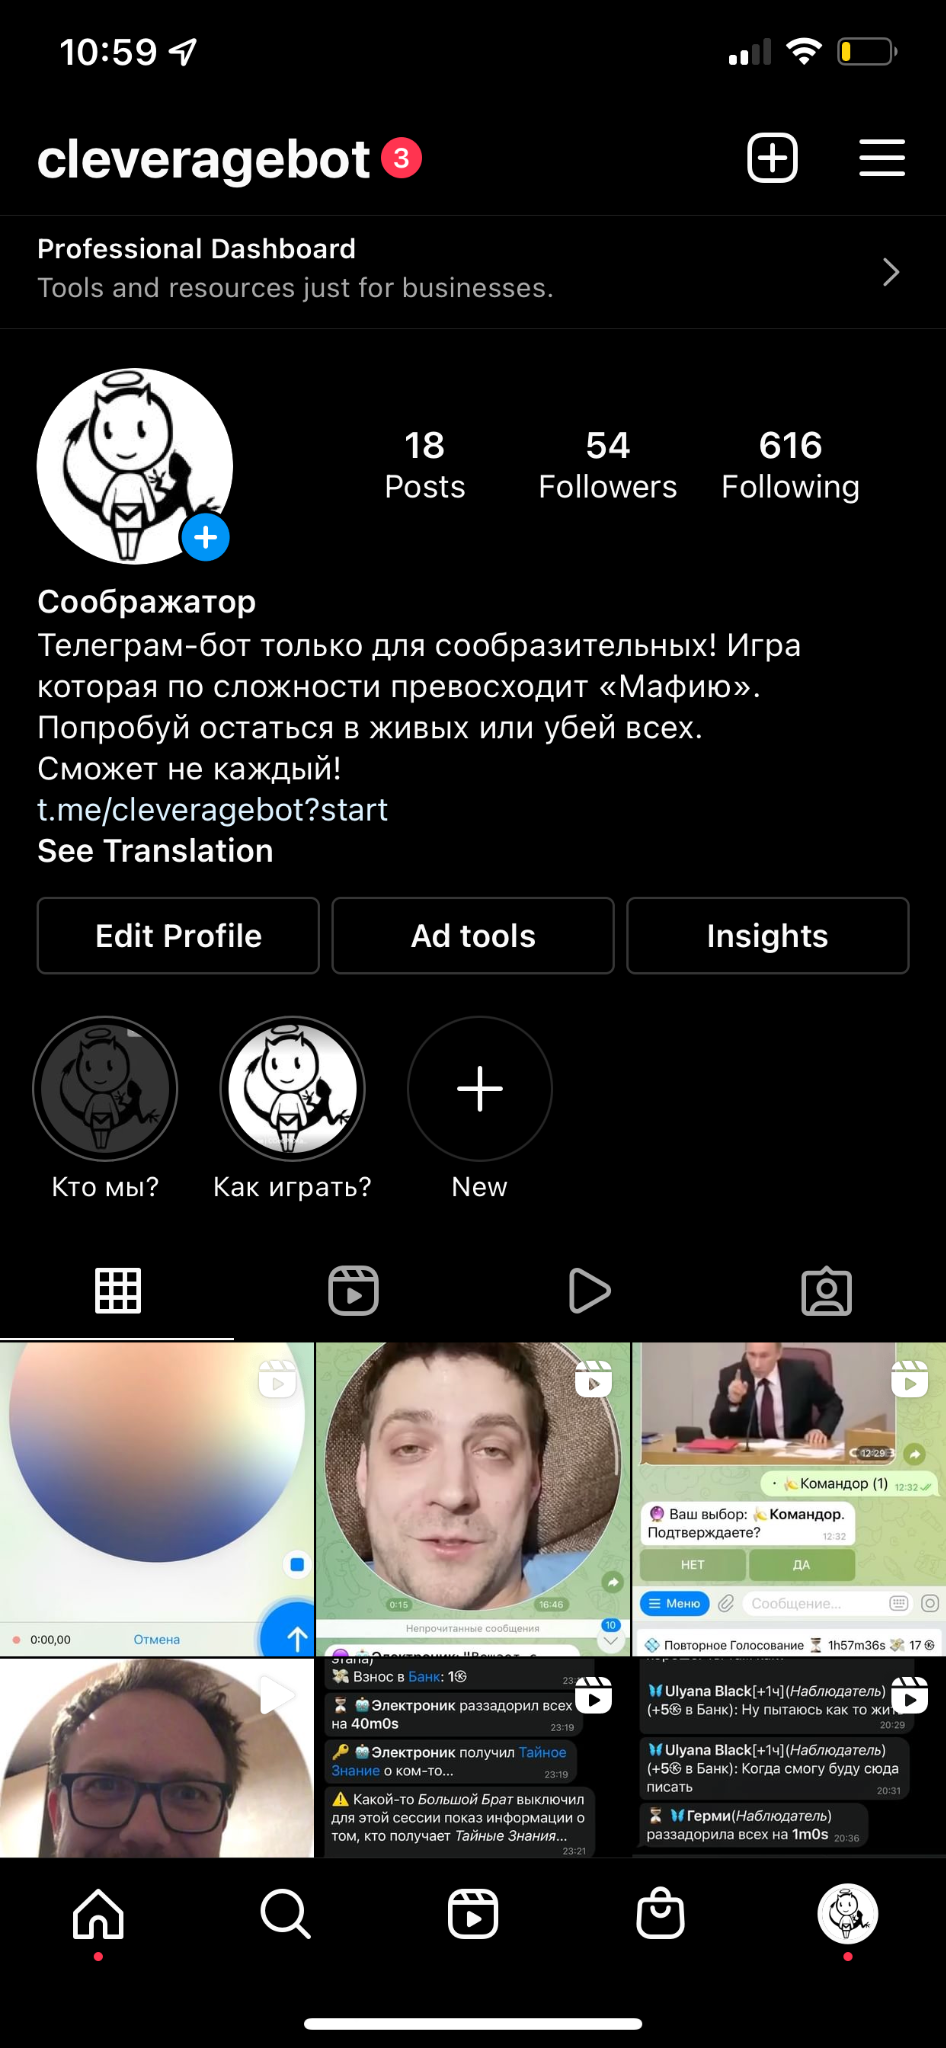 10:59
cleveragebot 3
Professional Dashboard
Tools and resources just for businesses.
18
Posts
54
Followers
616
Following
Соображатор
Телеграм-бот только для сообразительных! Игра
которая по сложности превосходит «Мафию».
Попробуй остаться в живых или убей всех.
Сможет не каждый!
t.me/cleveragebot?start
See Translation
Edit Profile
Ad tools
Insights
Кто мы?
Как играть?
New
0:00,00
Отмена
0:15
16:46
Непрочитанные сообщения
10
12:29
· Командор (1) 12:32
Ваш выбор: Командор.
Подтверждаете?
12:32
НЕТ
ДА
Меню
Сообщение...
Повторное Голосование 1h57m36s 17
этапа)
Взнос в Банк: 1
Электроник раззадорил всех
на 40m0s
23:19
Электроник получил Тайное
Знание о ком-то...
23:19
Какой-то Большой Брат выключил
для этой сессии показ информации о
том, кто получает Тайные Знания...
23:21
Ulyana Black[+1ч](Наблюдатель)
(+5 в Банк): Ну пытаюсь как то
20:29
Ulyana Black[+1ч](Наблюдатель)
(+5 в Банк): Когда смогу буду сюда
писать
20:31
Герми(Наблюдатель)
раззадорила всех на 1m0s 20:36